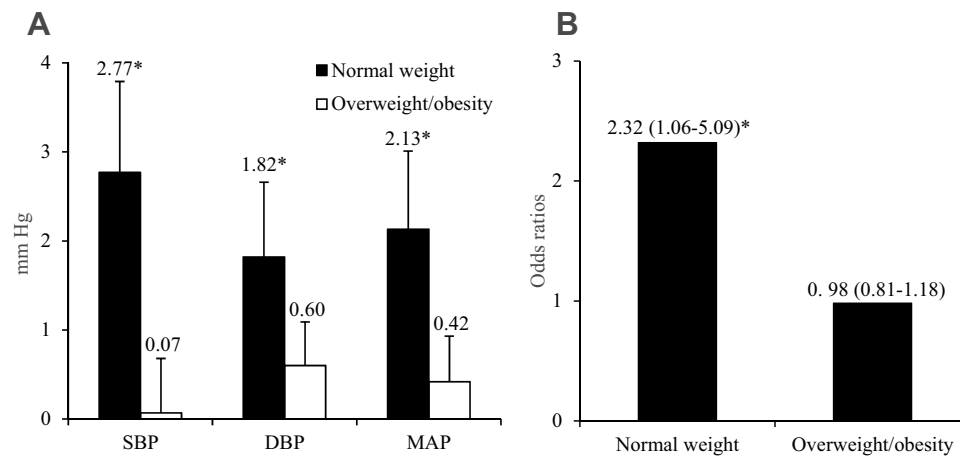 A
mm Hg
4
3
2
1
0
2.77*
0.07
1.82*
0.60
2.13*
0.42
Normal weight
Overweight/obesity
SBP DBP MAP
B
Odds ratios
3
2
1
0
2.32 (1.06-5.09)*
0. 98 (0.81-1.18)
Normal weight Overweight/obesity